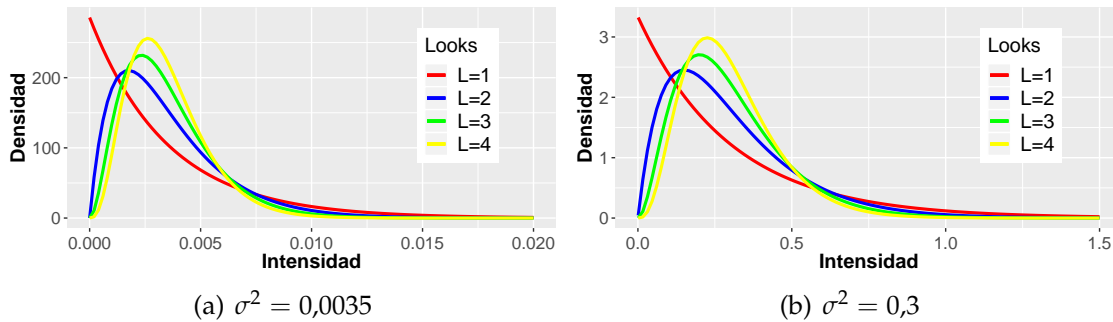 Densidad
200
100
0
0.000
0.005
0.010
0.015
0.020
Intensidad
Looks
L=1
L=2
L=3
L=4
(a) σ² = 0,0035
Densidad
3
2
1
0
0.0
0.5
1.0
1.5
Intensidad
Looks
L=1
L=2
L=3
L=4
(b) σ² = 0,3